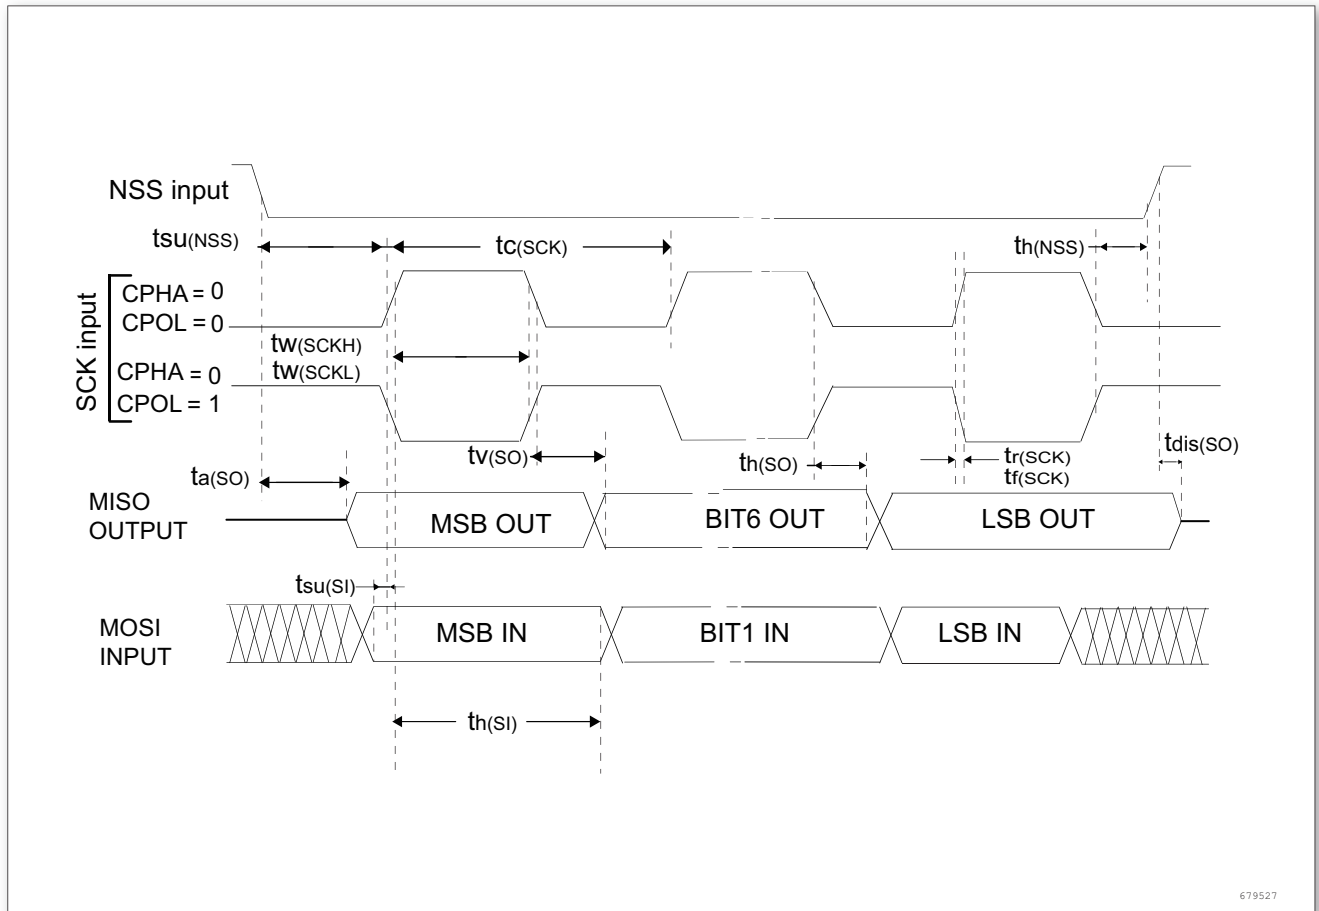 NSS input
tsu(NSS)
tc(SCK)
th(NSS)
SCK input
CPHA = 0
CPOL = 0
tw(SCKH)
tw(SCKL)
CPHA = 0
CPOL = 1
tv(SO)
th(SO)
tr(SCK)
tf(SCK)
tdis(SO)
ta(SO)
MISO
OUTPUT
MSB OUT
BIT6 OUT
LSB OUT
tsu(SI)
MOSI
INPUT
MSB IN
BIT1 IN
LSB IN
th(SI)
679527